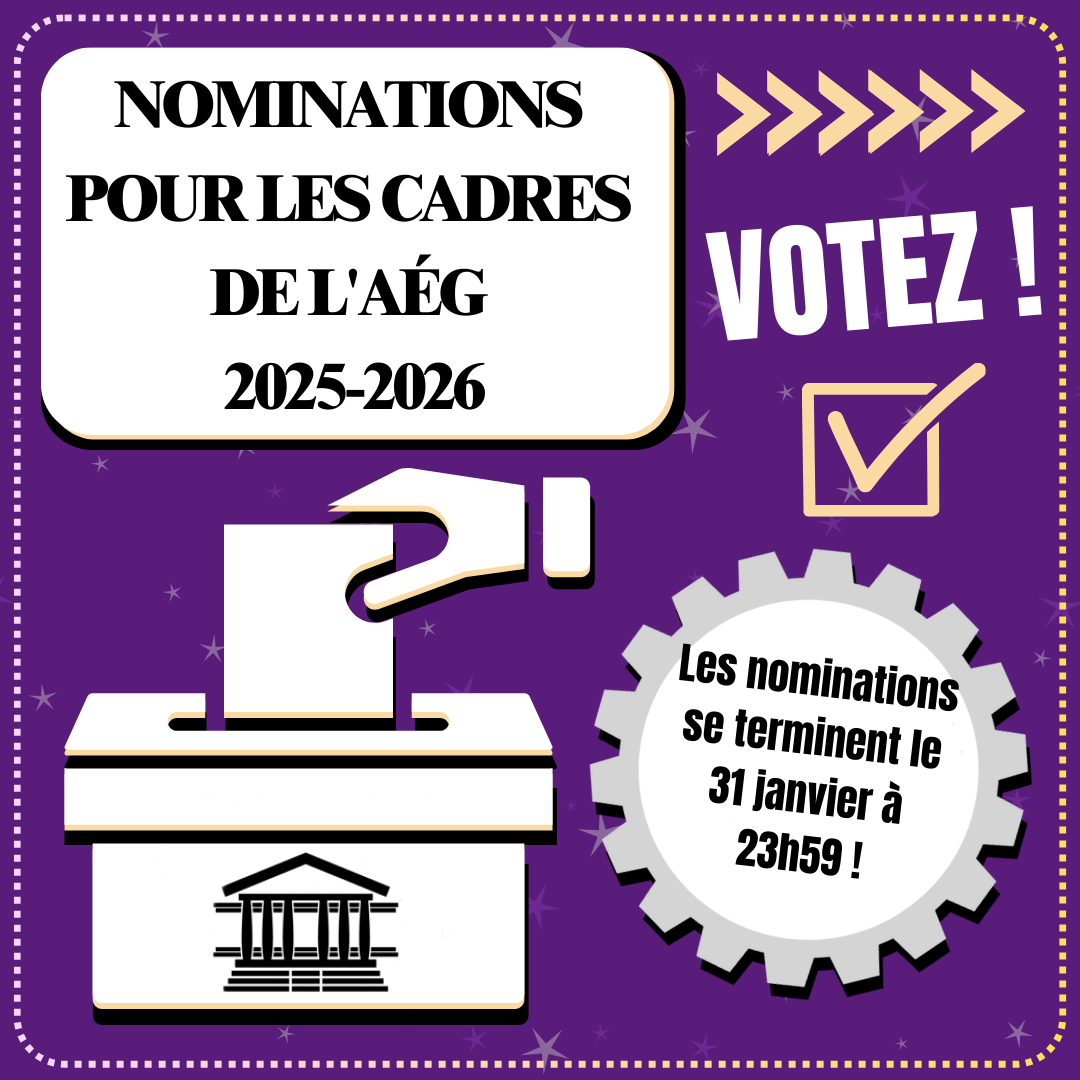 NOMINATIONS
POUR LES CADRES
DE L'AÉG
2025-2026
VOTEZ !
Les nominations
se terminent le
31 janvier à
23h59 !